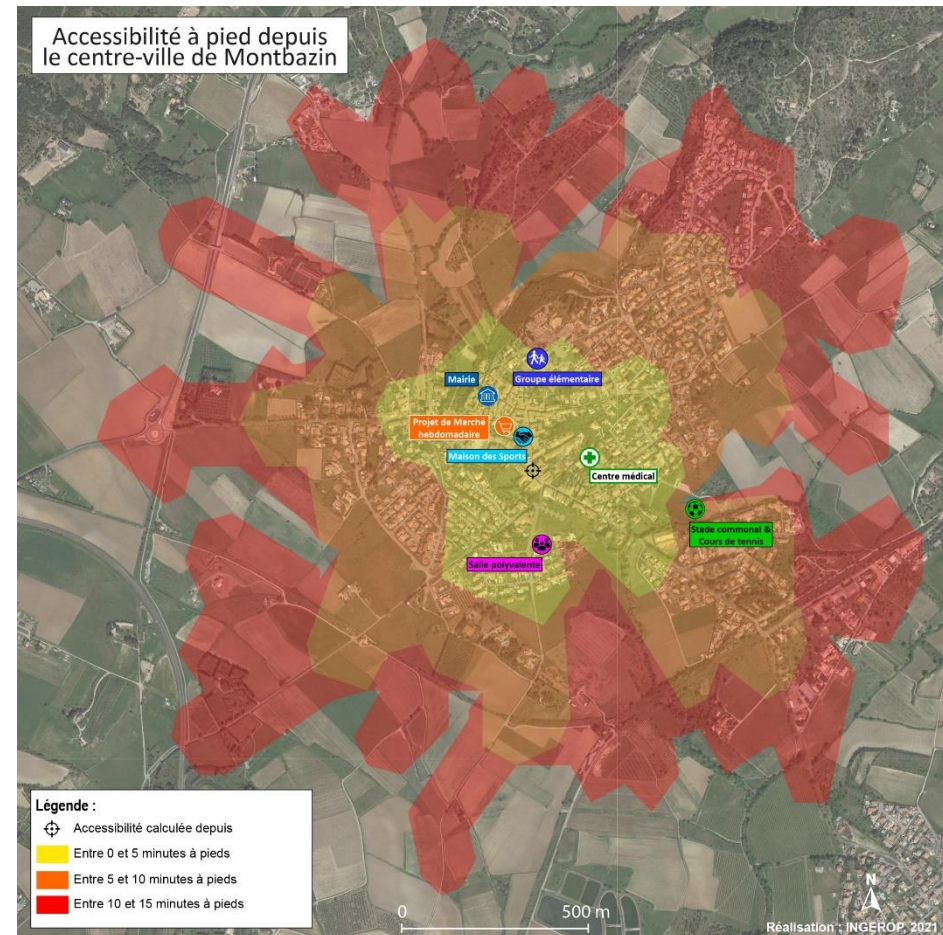 Accessibilité à pied depuis
le centre-ville de Montbazin
Mairie
Groupe élémentaire
Projet de Marché
hebdomadaire
Maison des Sports
Centre médical
Stade communal &
Cours de tennis
Salle polyvalente
Légende :
Accessibilité calculée depuis
Entre 0 et 5 minutes à pieds
Entre 5 et 10 minutes à pieds
Entre 10 et 15 minutes à pieds
0
500 m
N
Réalisation : INGEROP, 2021